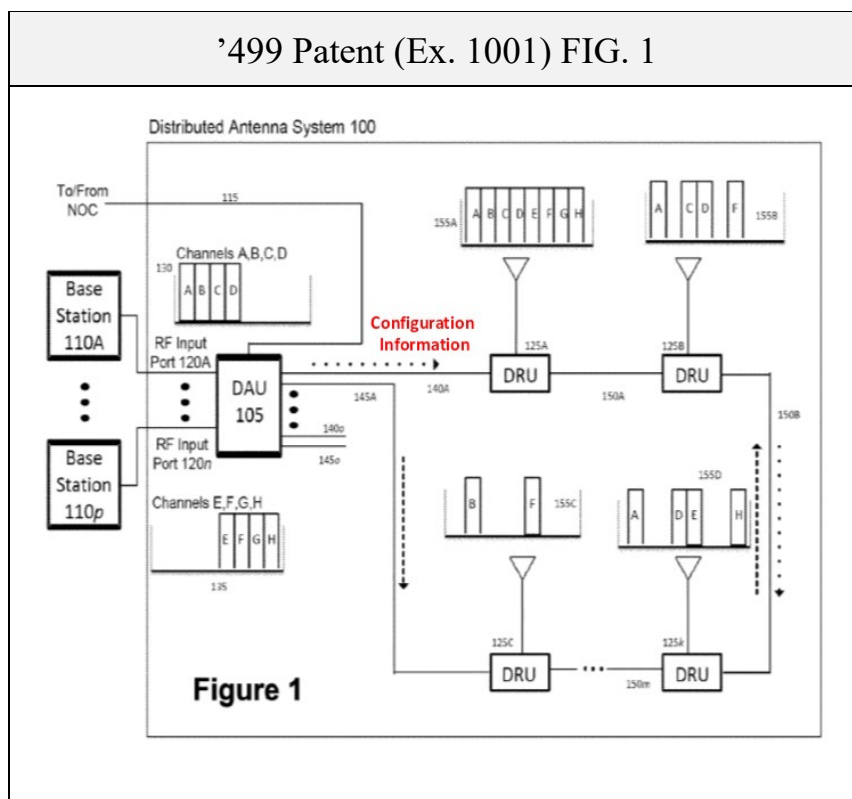 ’499 Patent (Ex. 1001) FIG. 1
Distributed Antenna System 100
To/From
NOC
115
Channels A,B,C,D
130
A B C D
Base
Station
110A
RF Input
Port 120A
DAU
105
RF Input
Port 120n
Base
Station
110p
Channels E,F,G,H
E F G H
135
Configuration
Information
140A
145A
140o
145o
155A
A B C D E F G H
125A
DRU
150A
155B
A C D F
125B
DRU
150B
155C
B F
125C
DRU
150m
155D
A D E H
125k
DRU
Figure 1